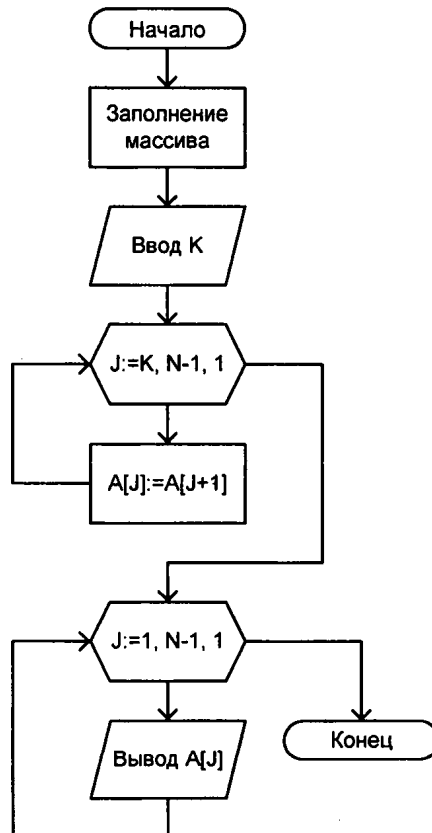 Начало
Заполнение
массива
Ввод K
J:=K, N-1, 1
A[J]:=A[J+1]
J:=1, N-1, 1
Вывод A[J]
Конец